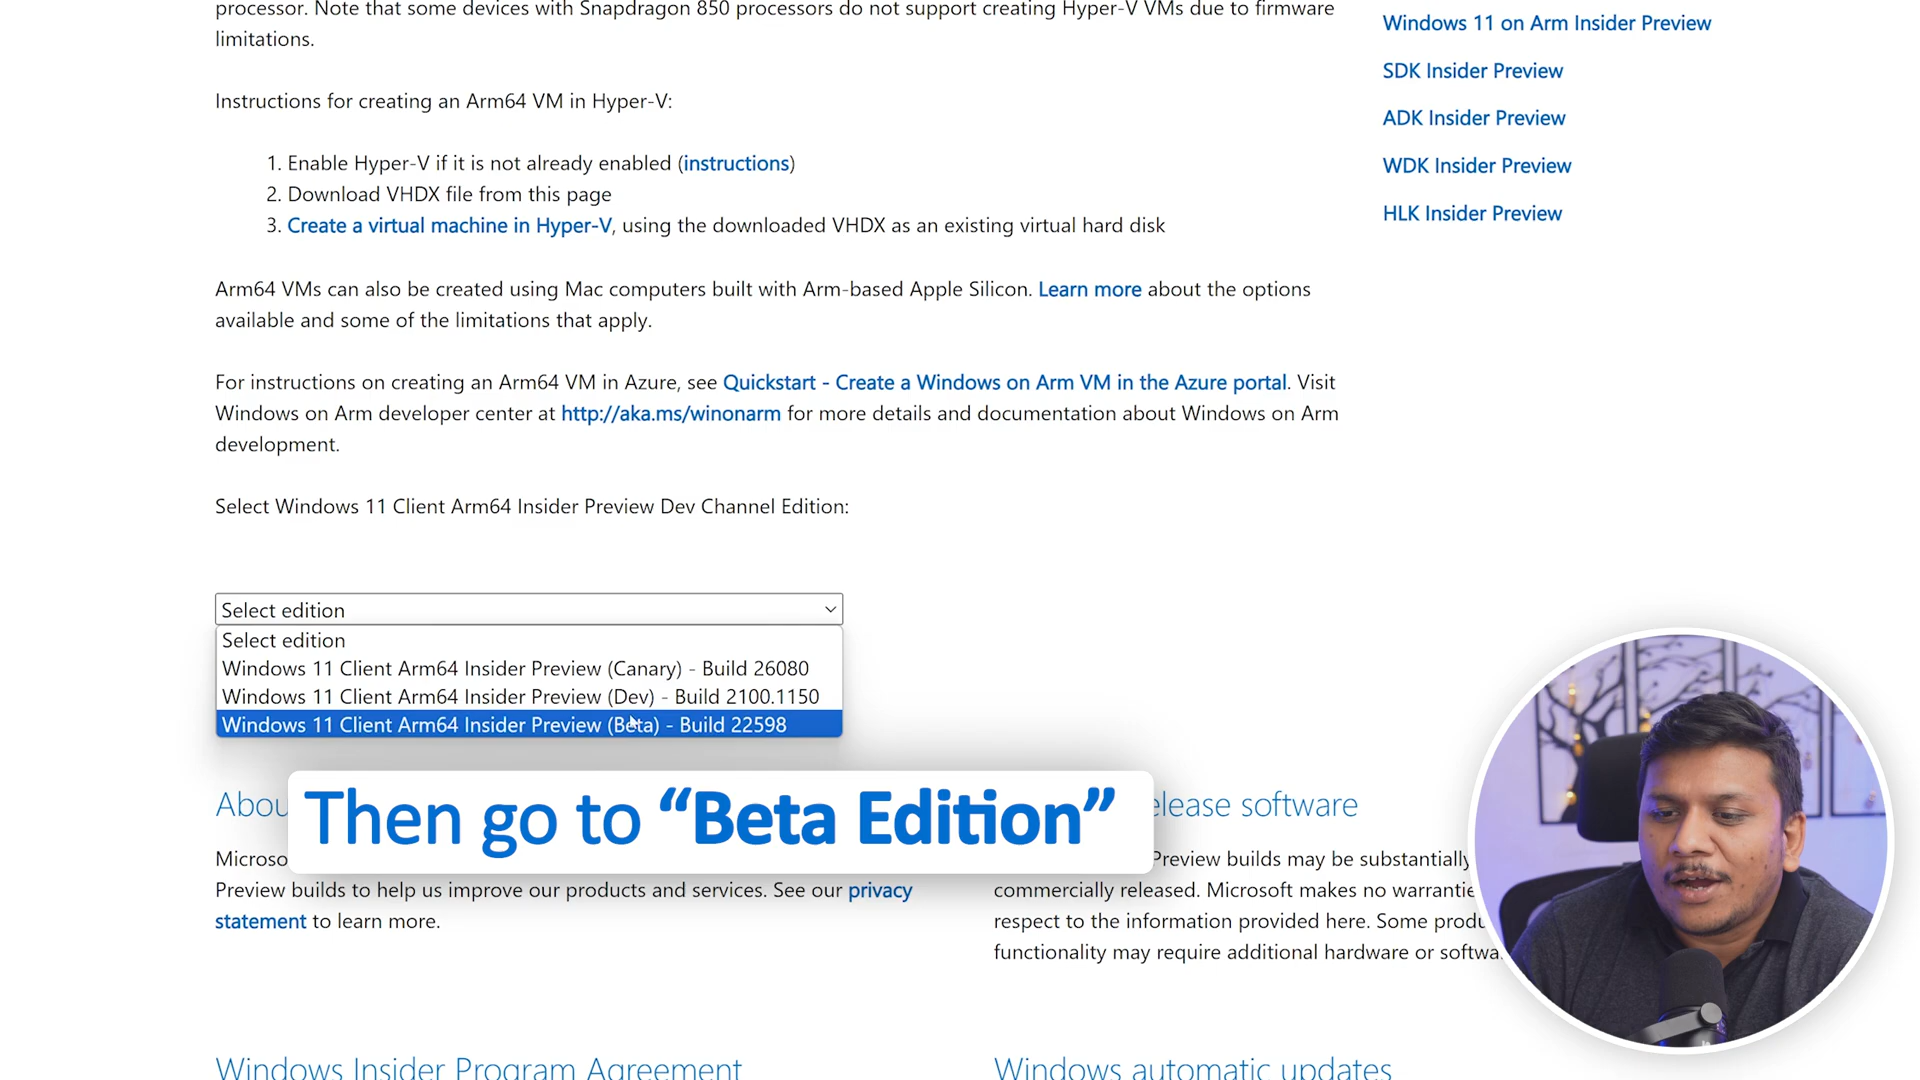 processor. Note that some devices with Snapdragon 850 processors do not support creating Hyper-V VMs due to firmware
limitations.
Instructions for creating an Arm64 VM in Hyper-V:
1. Enable Hyper-V if it is not already enabled (instructions)
2. Download VHDX file from this page
3. Create a virtual machine in Hyper-V, using the downloaded VHDX as an existing virtual hard disk
Arm64 VMs can also be created using Mac computers built with Arm-based Apple Silicon. Learn more about the options
available and some of the limitations that apply.
For instructions on creating an Arm64 VM in Azure, see Quickstart - Create a Windows on Arm VM in the Azure portal. Visit
Windows on Arm developer center at http://aka.ms/winonarm for more details and documentation about Windows on Arm
development.
Select Windows 11 Client Arm64 Insider Preview Dev Channel Edition:
Select edition
Select edition
Windows 11 Client Arm64 Insider Preview (Canary) - Build 26080
Windows 11 Client Arm64 Insider Preview (Dev) - Build 2100.1150
Windows 11 Client Arm64 Insider Preview (Beta) - Build 22598
Windows 11 on Arm Insider Preview
SDK Insider Preview
ADK Insider Preview
WDK Insider Preview
HLK Insider Preview
Then go to “Beta Edition”
Abou
Microso
Preview builds to help us improve our products and services. See our privacy
statement to learn more.
elease software
Preview builds may be substantially
commercially released. Microsoft makes no warrantie
respect to the information provided here. Some produ
functionality may require additional hardware or softwa
Windows Insider Program Agreement
Windows automatic updates